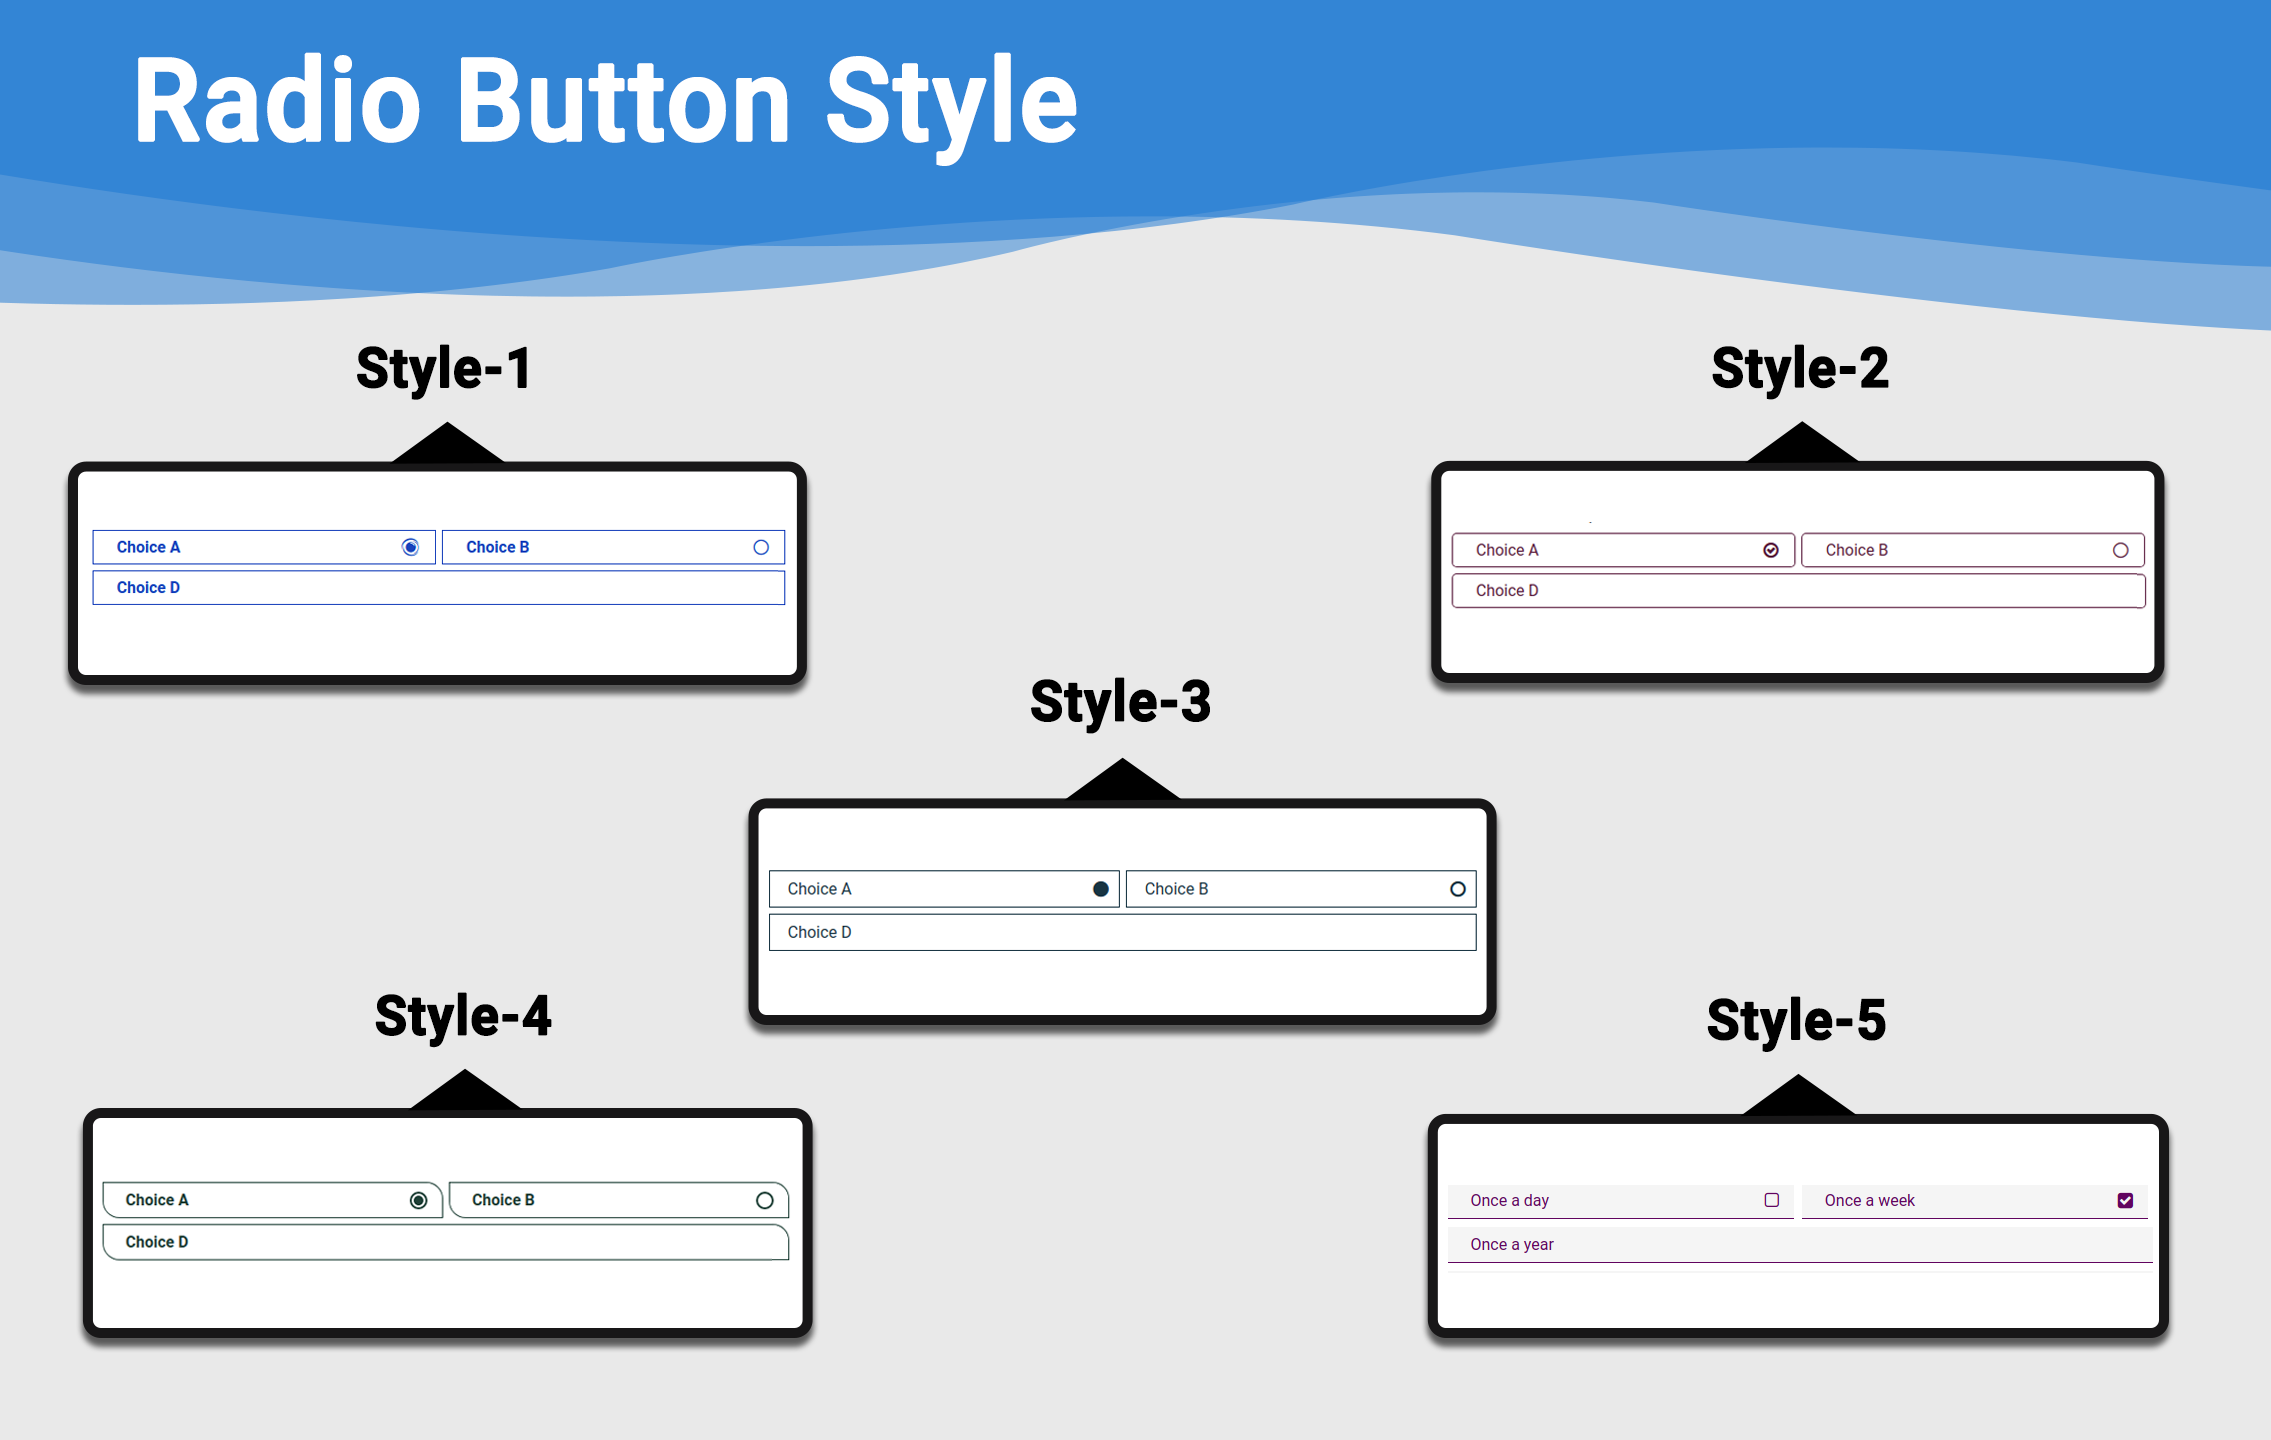 Radio Button Style
Style-1
Choice A
Choice B
Choice D
Style-2
Choice A
Choice B
Choice D
Style-3
Choice A
Choice B
Choice D
Style-4
Choice A
Choice B
Choice D
Style-5
Once a day
Once a week
Once a year